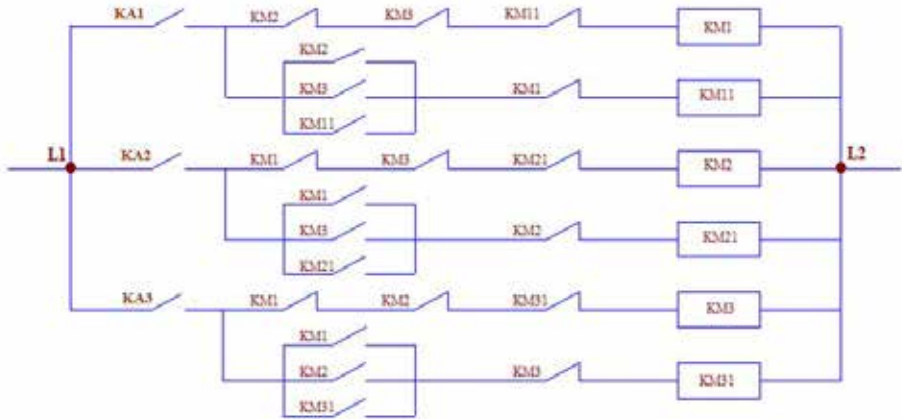 KA1 KM2 KM3 KM11 KM1
KM2
KM3 KM1 KM11
KM11
L1 KA2 KM1 KM3 KM21 KM2 L2
KM1
KM3 KM2 KM21
KM21
KA3 KM1 KM2 KM31 KM3
KM1
KM2 KM3 KM31
KM31